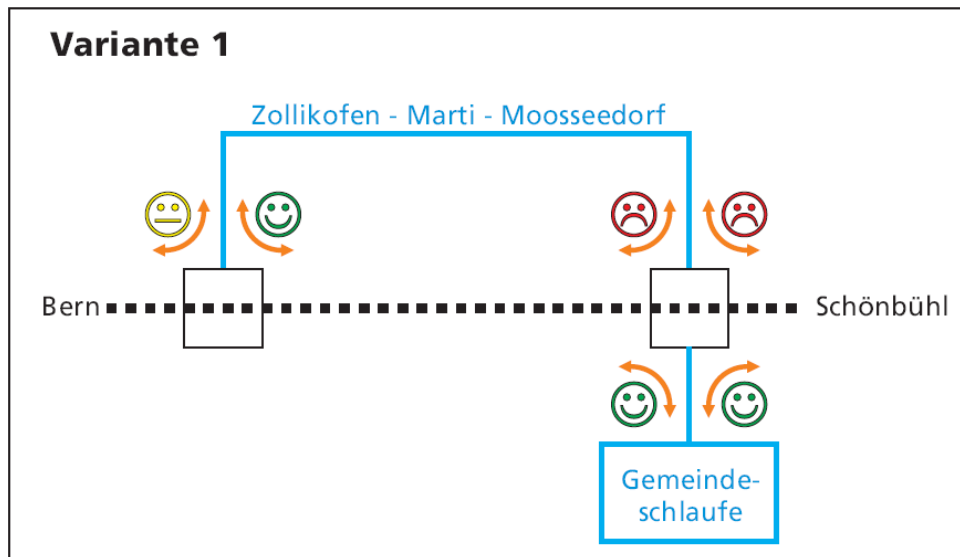 Variante 1
Zollikofen - Marti - Moosseedorf
Bern
Schönbühl
Gemeinde-
schlaufe